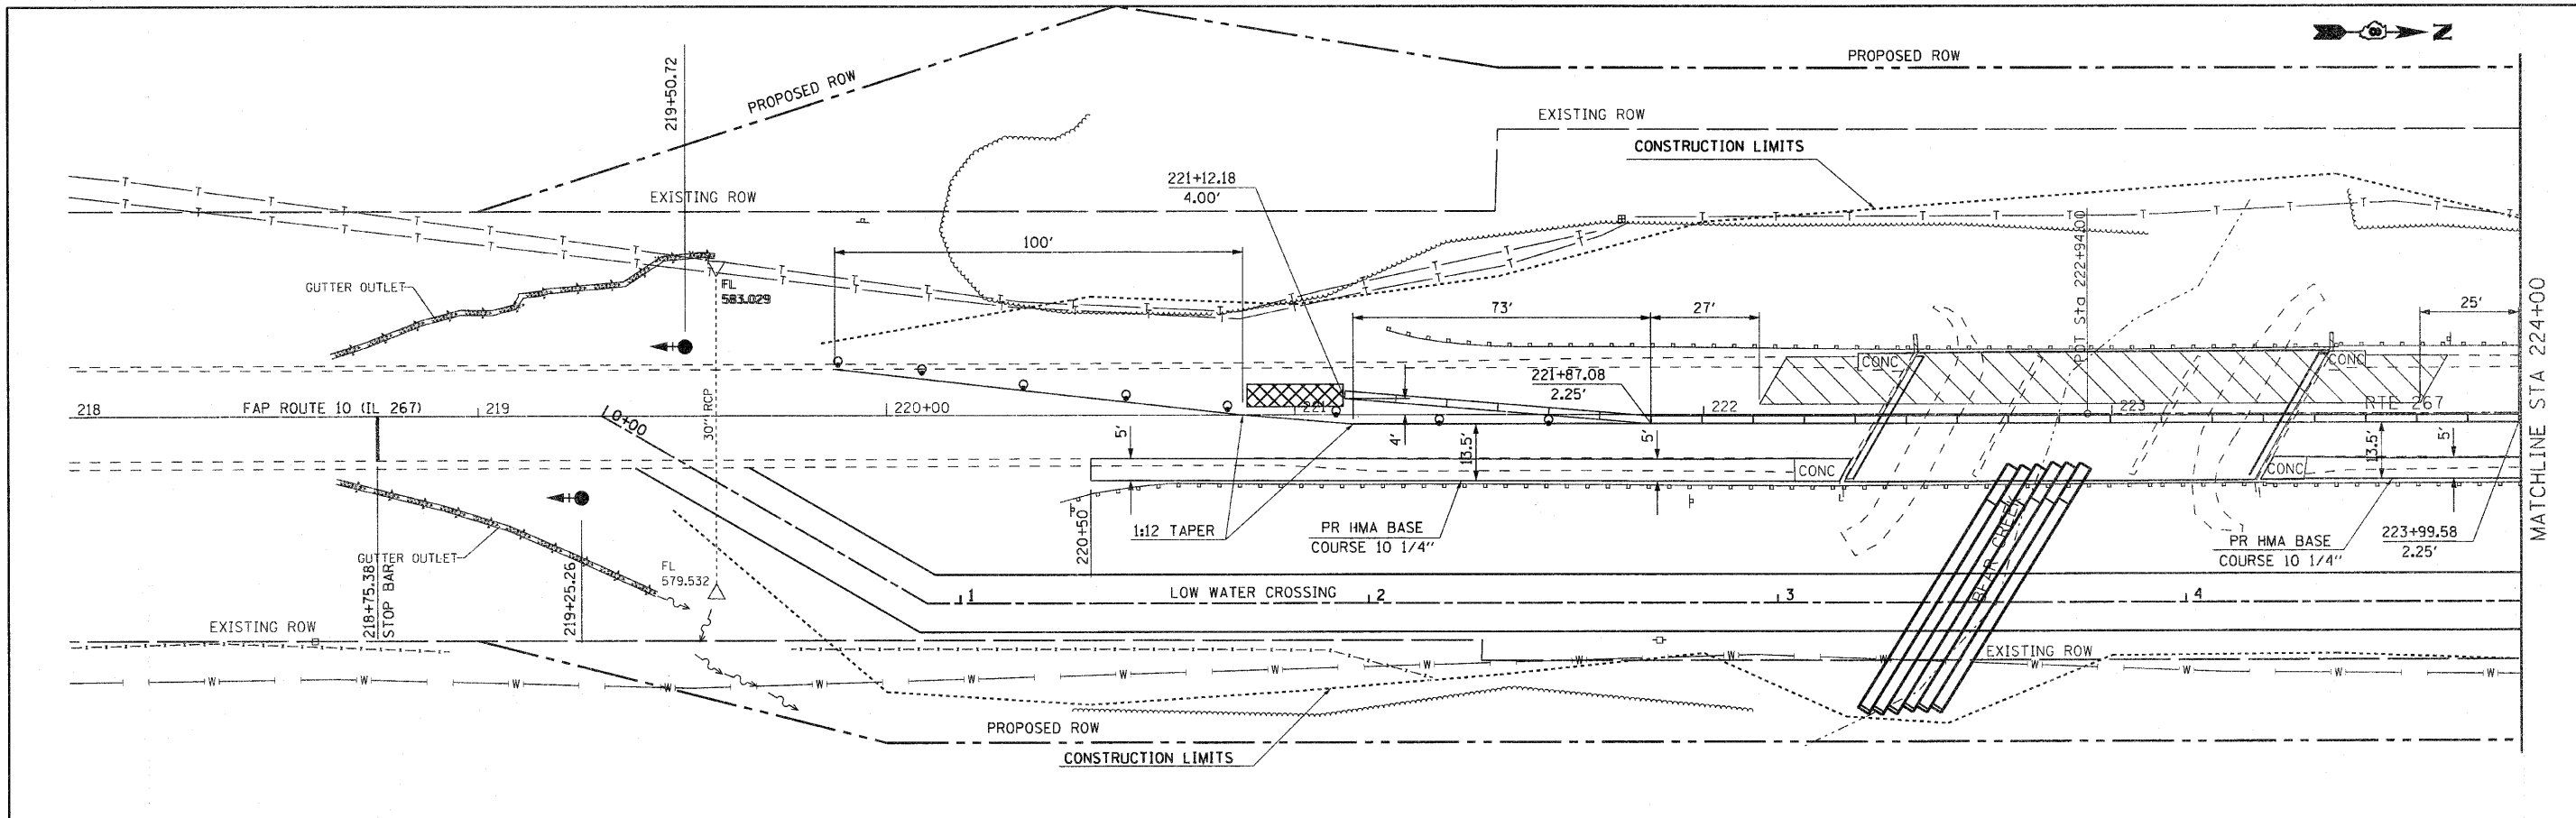 N
PROPOSED ROW
PROPOSED ROW
219+50.72
EXISTING ROW
CONSTRUCTION LIMITS
221+12.18
4.00'
EXISTING ROW
100'
GUTTER OUTLET
FL
583.029
POT Sta 222+94.00
73'
27'
25'
MATCHLINE STA 224+00
CONC
CONC
221+87.08
2.25'
218
FAP ROUTE 10 (IL 267)
219
L0+00
220+00
221
222
223
RTE 267
30" RCP
5'
4'
13.5'
5'
CONC
CONC
13.5'
5'
1:12 TAPER
PR HMA BASE
COURSE 10 1/4"
220+50
BEAR CREEK
PR HMA BASE
COURSE 10 1/4"
223+99.58
2.25'
GUTTER OUTLET
218+75.38
STOP BAR
219+25.26
FL
579.532
1
LOW WATER CROSSING
2
3
4
EXISTING ROW
EXISTING ROW
PROPOSED ROW
CONSTRUCTION LIMITS